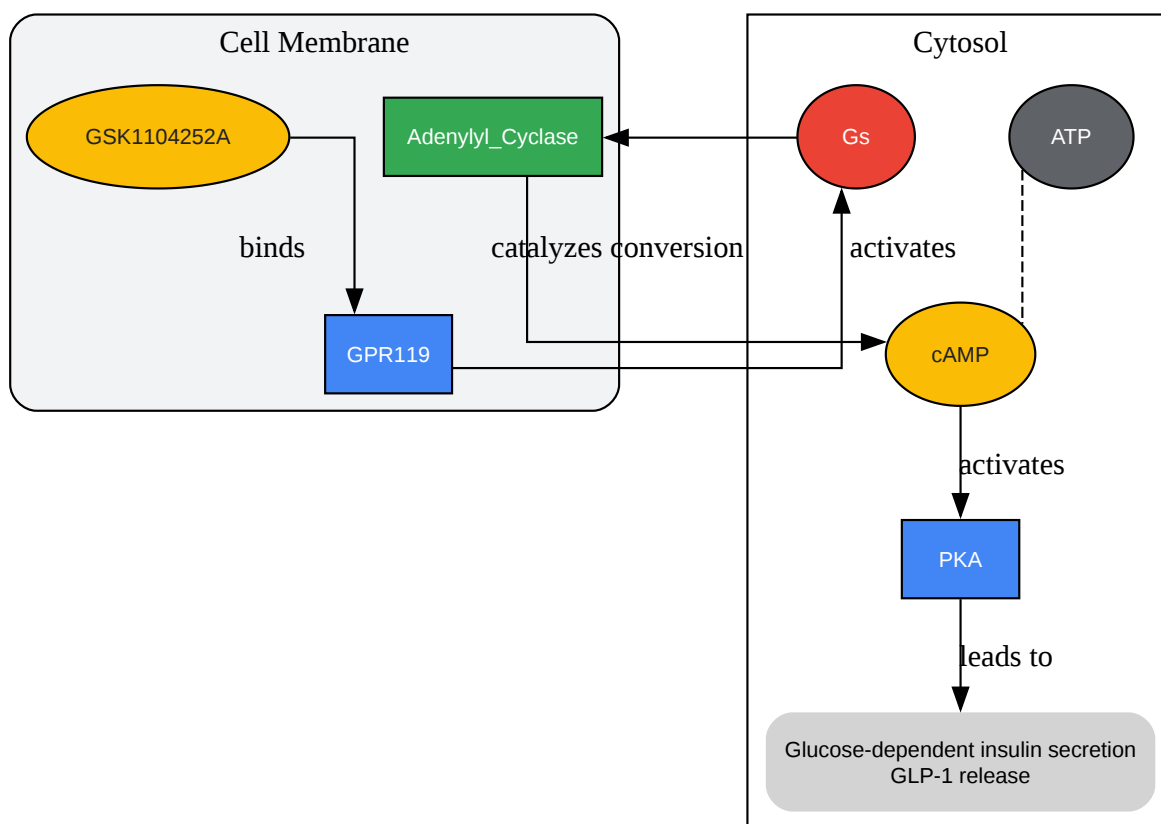 Cell Membrane
Cytosol
GSK1104252A
Adenylyl_Cyclase
Gs
ATP
binds
catalyzes conversion
activates
GPR119
cAMP
activates
PKA
leads to
Glucose-dependent insulin secretion
GLP-1 release